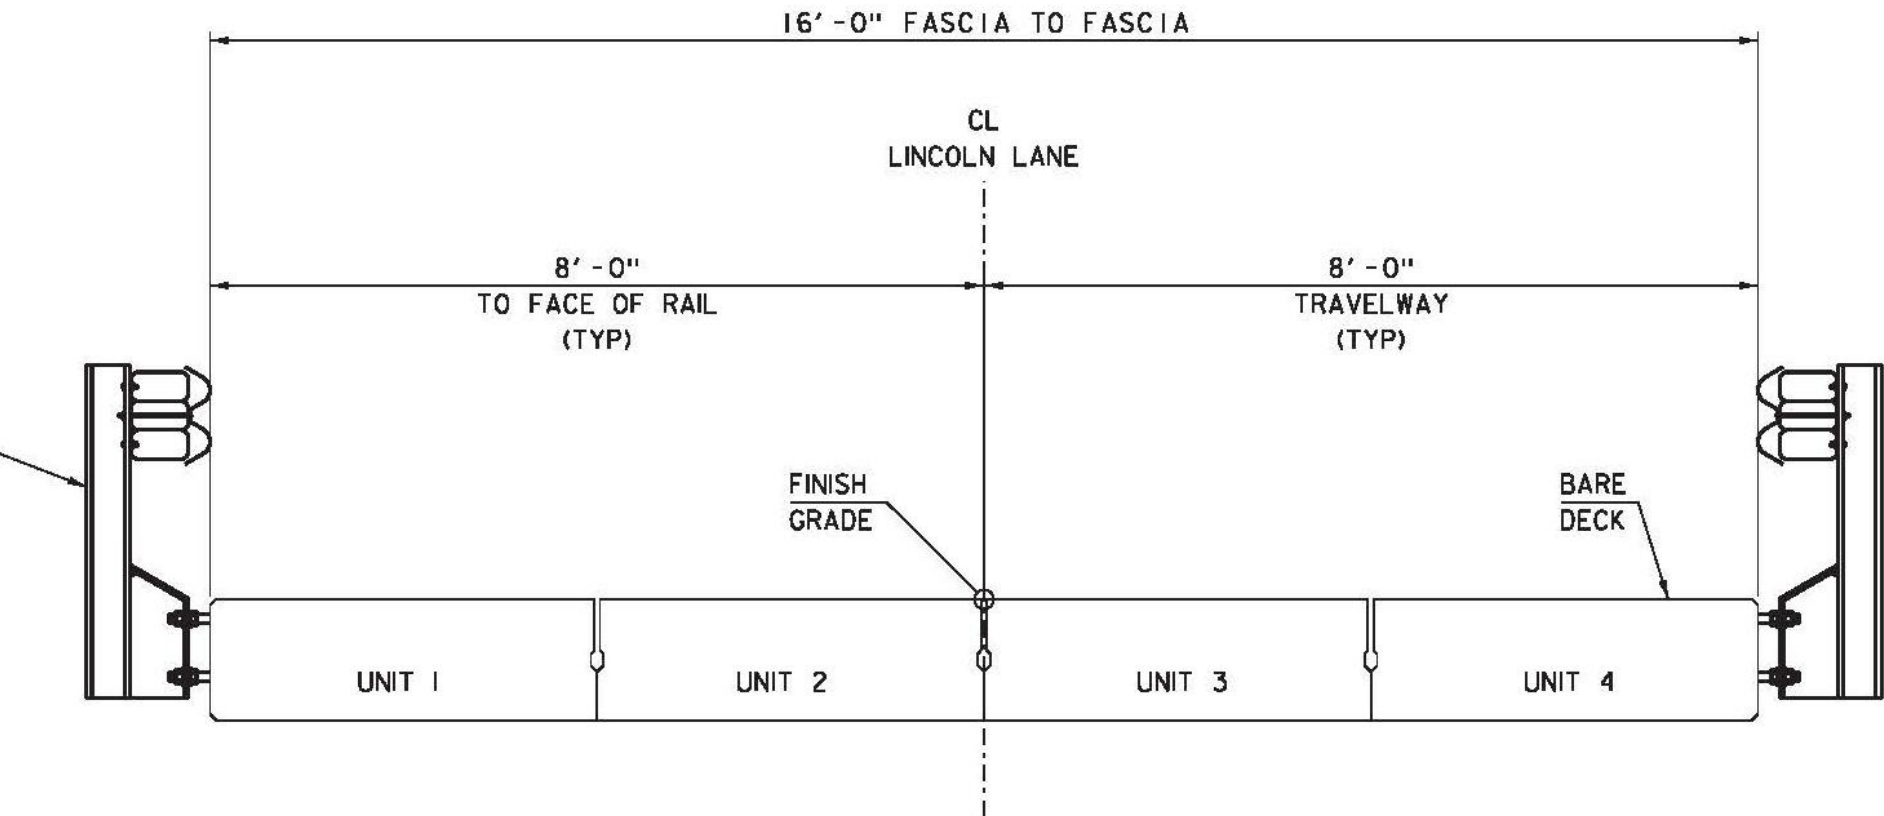 16'-0" FASCIA TO FASCIA
CL
LINCOLN LANE
8'-0"
TO FACE OF RAIL
(TYP)
8'-0"
TRAVELWAY
(TYP)
FINISH
GRADE
BARE
DECK
UNIT 1
UNIT 2
UNIT 3
UNIT 4